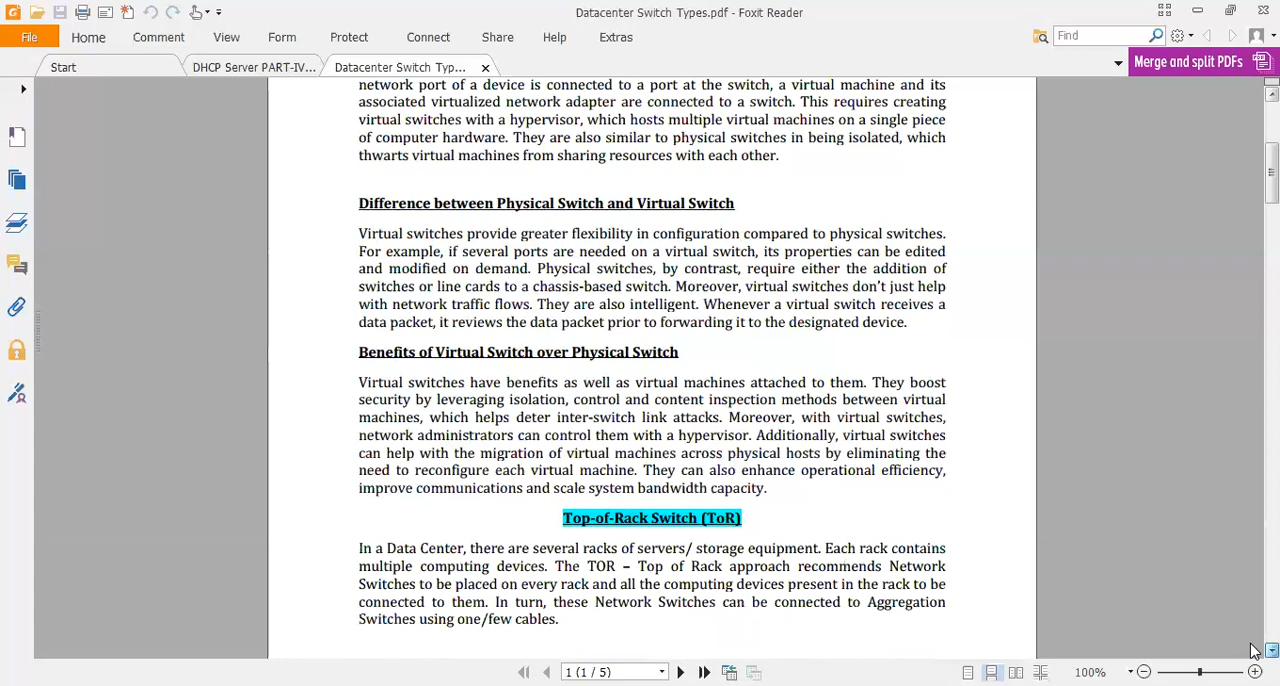 Datacenter Switch Types.pdf - Foxit Reader
File Home Comment View Form Protect Connect Share Help Extras
Find
Start DHCP Server PART-IV... Datacenter Switch Typ...
Merge and split PDFs
network port of a device is connected to a port at the switch, a virtual machine and its
associated virtualized network adapter are connected to a switch. This requires creating
virtual switches with a hypervisor, which hosts multiple virtual machines on a single piece
of computer hardware. They are also similar to physical switches in being isolated, which
thwarts virtual machines from sharing resources with each other.
Difference between Physical Switch and Virtual Switch
Virtual switches provide greater flexibility in configuration compared to physical switches.
For example, if several ports are needed on a virtual switch, its properties can be edited
and modified on demand. Physical switches, by contrast, require either the addition of
switches or line cards to a chassis-based switch. Moreover, virtual switches don't just help
with network traffic flows. They are also intelligent. Whenever a virtual switch receives a
data packet, it reviews the data packet prior to forwarding it to the designated device.
Benefits of Virtual Switch over Physical Switch
Virtual switches have benefits as well as virtual machines attached to them. They boost
security by leveraging isolation, control and content inspection methods between virtual
machines, which helps deter inter-switch link attacks. Moreover, with virtual switches,
network administrators can control them with a hypervisor. Additionally, virtual switches
can help with the migration of virtual machines across physical hosts by eliminating the
need to reconfigure each virtual machine. They can also enhance operational efficiency,
improve communications and scale system bandwidth capacity.
Top-of-Rack Switch (ToR)
In a Data Center, there are several racks of servers/ storage equipment. Each rack contains
multiple computing devices. The TOR – Top of Rack approach recommends Network
Switches to be placed on every rack and all the computing devices present in the rack to be
connected to them. In turn, these Network Switches can be connected to Aggregation
Switches using one/few cables.
1 (1 / 5)
100%